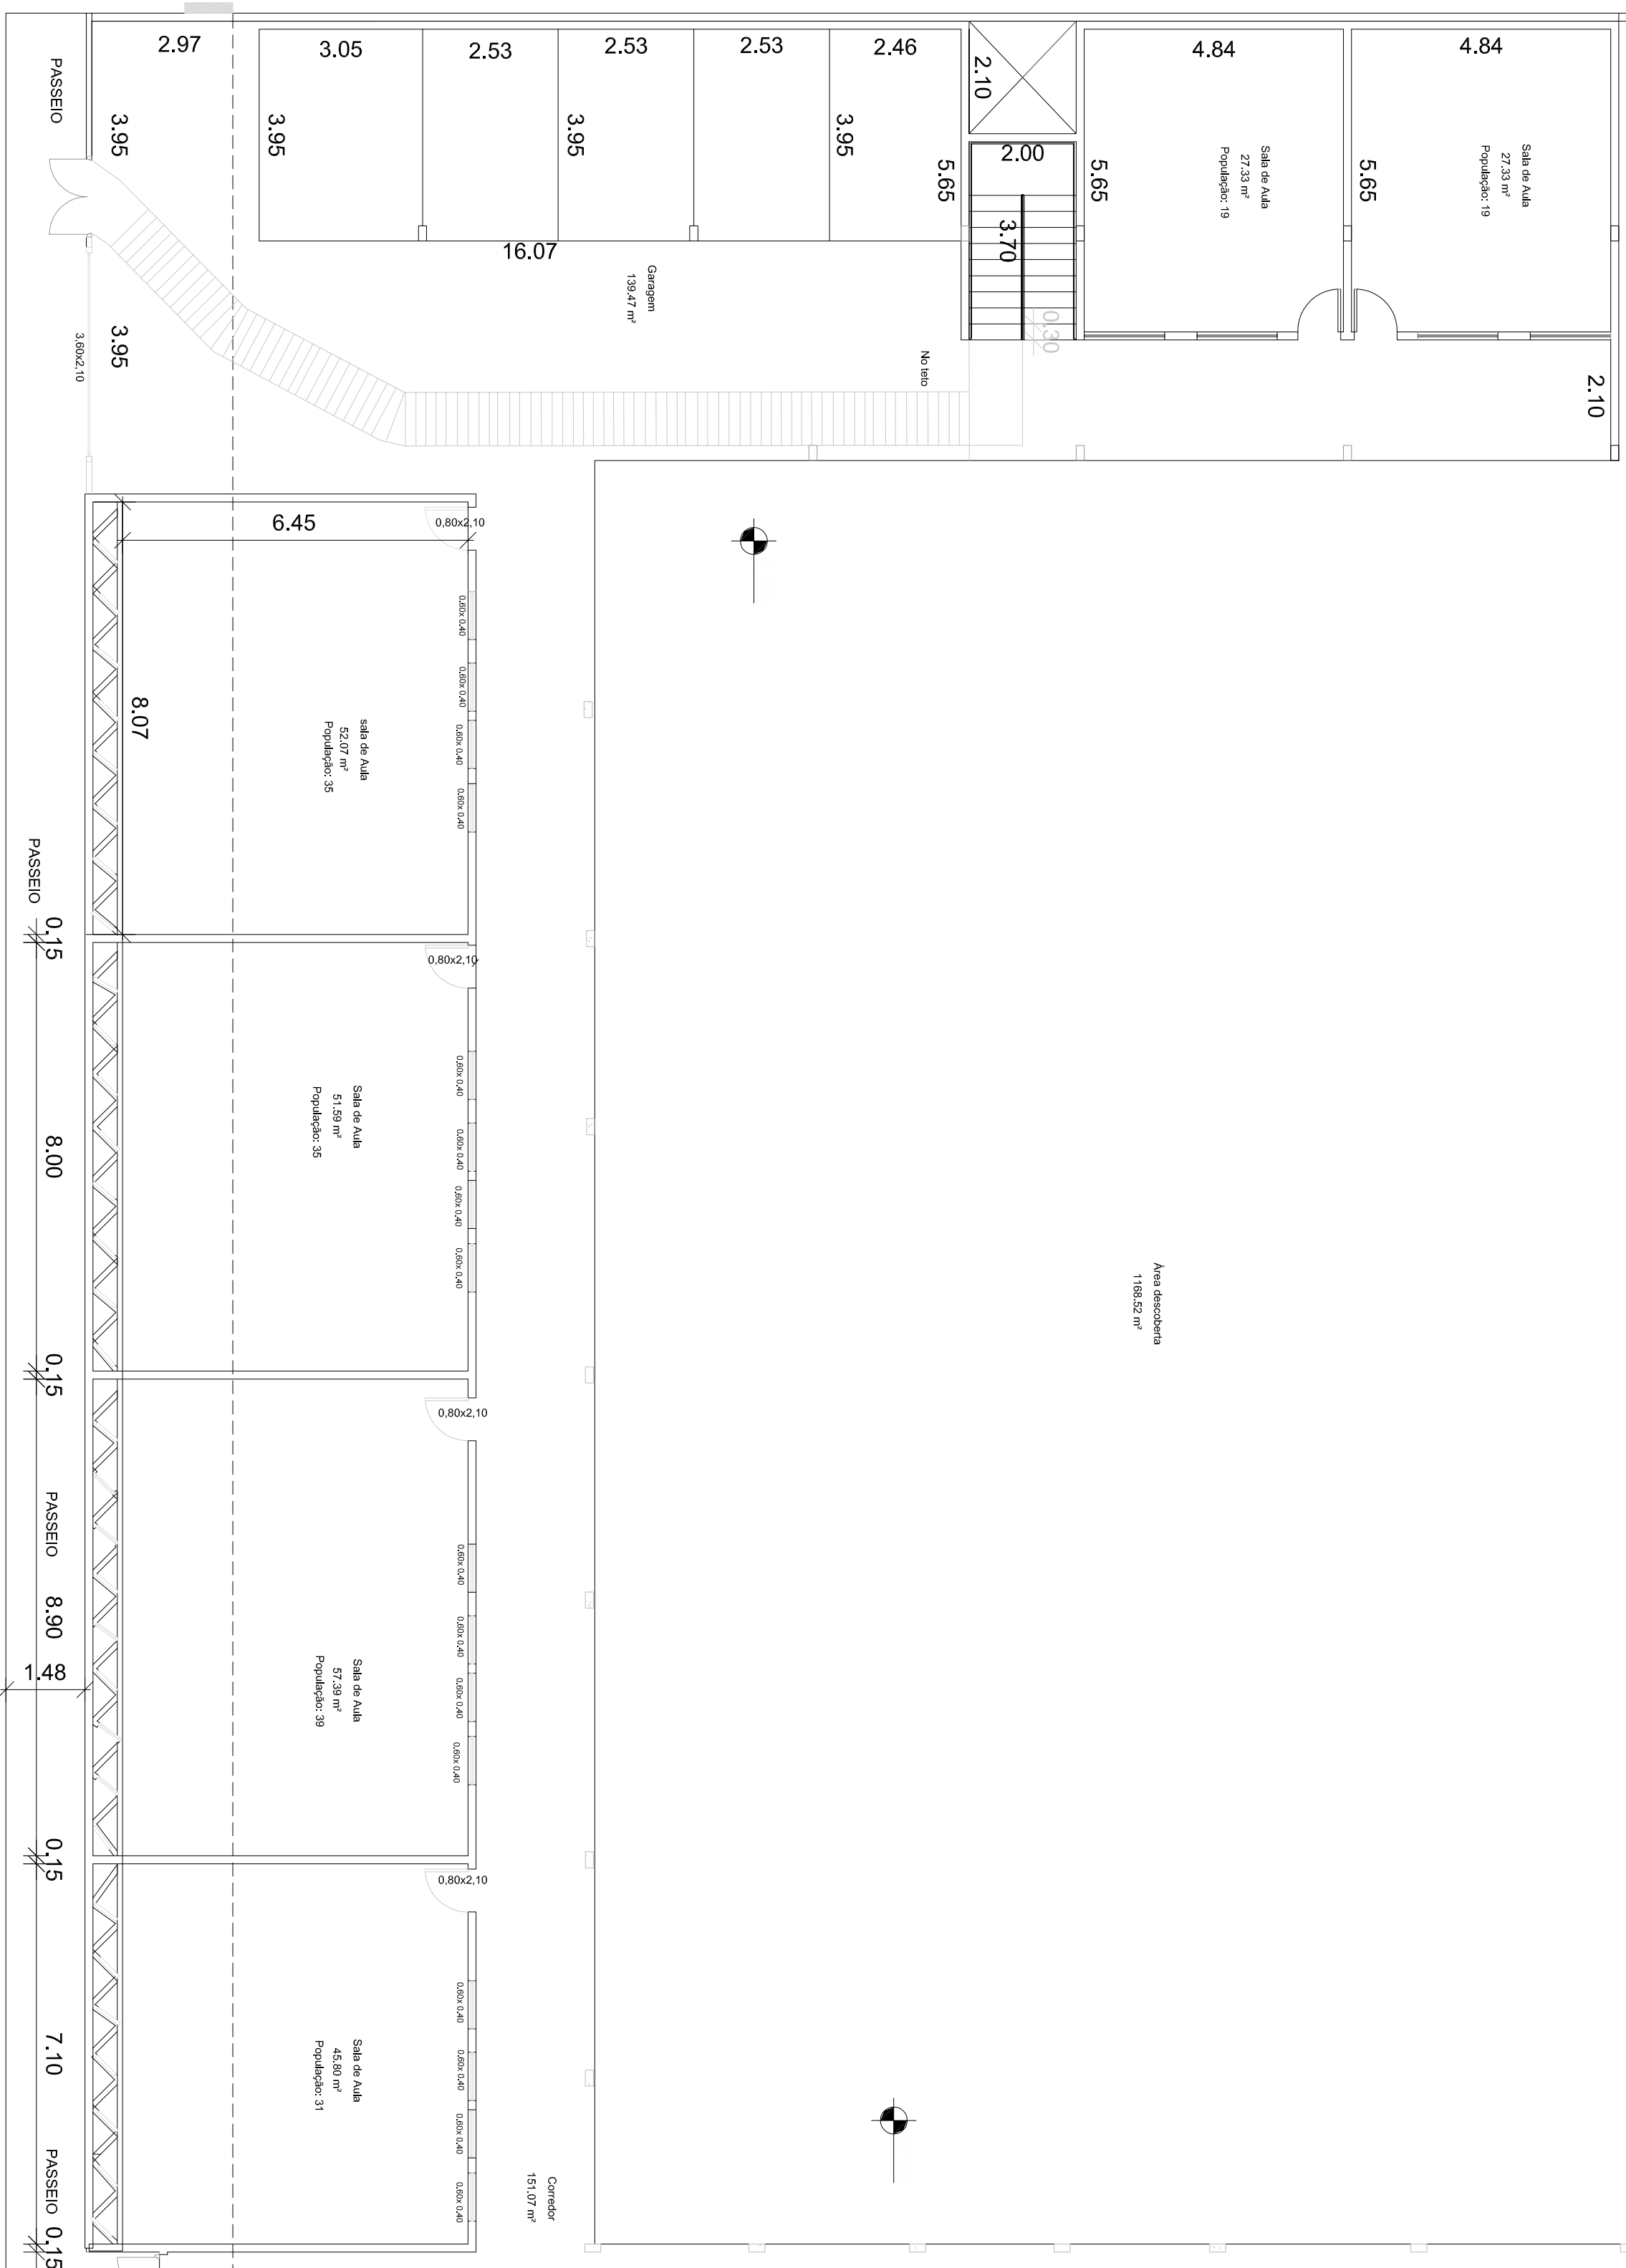 2.97
3.05
2.53
2.53
2.53
2.46
2.10
4.84
4.84
PASSEIO
3.95
3.95
3.95
3.95
5.65
2.00
5.65
Sala de Aula
27.33 m²
População: 19
5.65
Sala de Aula
27.33 m²
População: 19
16.07
3.70
Garagem
139.47 m²
0.30
3,60x2,10
3.95
No teto
2.10
6.45
0,80x2,10
0,60x 0,40
0,60x 0,40
0,60x 0,40
0,60x 0,40
8.07
sala de Aula
52.07 m²
População: 35
PASSEIO
0.15
0,80x2,10
0,60x 0,40
0,60x 0,40
0,60x 0,40
0,60x 0,40
8.00
Sala de Aula
51.59 m²
População: 35
Área descoberta
1168.52 m²
0.15
0,80x2,10
PASSEIO
0,60x 0,40
0,60x 0,40
0,60x 0,40
0,60x 0,40
8.90
1.48
Sala de Aula
57.39 m²
População: 39
0.15
0,80x2,10
0,60x 0,40
0,60x 0,40
0,60x 0,40
0,60x 0,40
7.10
Sala de Aula
45.80 m²
População: 31
PASSEIO
Corredor
151.07 m²
0.15